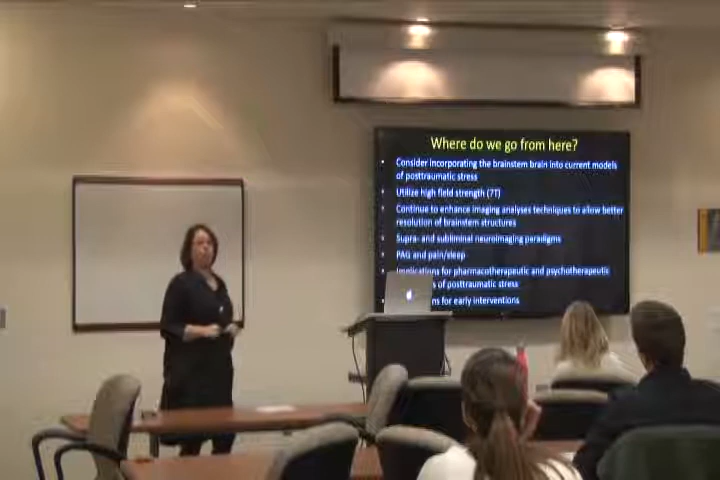 Where do we go from here?
• Consider incorporating the brainstem brain into current models
of posttraumatic stress
• Utilize high field strength (7T)
• Continue to enhance imaging analyses techniques to allow better
resolution of brainstem structures
• Supra- and subliminal neuroimaging paradigms
• PAG and pain/sleep
• Implications for pharmacotherapeutic and psychotherapeutic
of posttraumatic stress
for early interventions